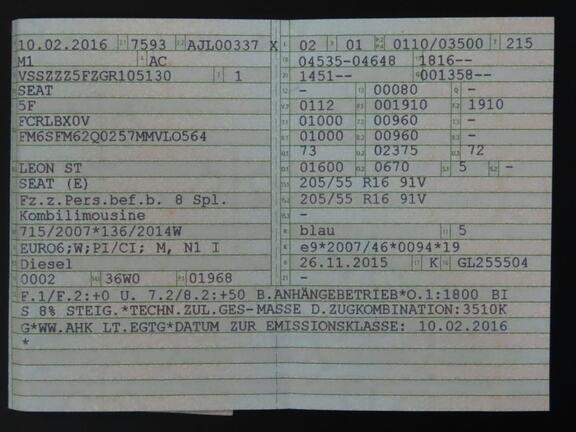 10.02.2016 7593 AJL00337 X
M1 AC
VSSZZZ5FZGR105130 1
SEAT
5F
FCRLBX0V
FM6SFM62Q0257MMVLO564
LEON ST
SEAT (E)
Fz.z.Pers.bef.b. 8 Spl.
Kombilimousine
715/2007*136/2014W
EURO6;W;PI/CI; M, N1 I
Diesel
0002 36W0 01968
02 01 0110/03500 215
04535-04648 1816--
1451-- 001358--
- 00080 -
0112 001910 1910
01000 00960 -
01000 00960 -
73 02375 72
01600 0670 5 -
205/55 R16 91V
205/55 R16 91V
-
blau 5
e9*2007/46*0094*19
26.11.2015 K GL255504
-
F.1/F.2:+0 U. 7.2/8.2:+50 B.ANHÄNGEBETRIEB*O.1:1800 BI
S 8% STEIG.*TECHN.ZUL.GES-MASSE D.ZUGKOMBINATION:3510K
G*WW.AHK LT.EGTG*DATUM ZUR EMISSIONSKLASSE: 10.02.2016
*